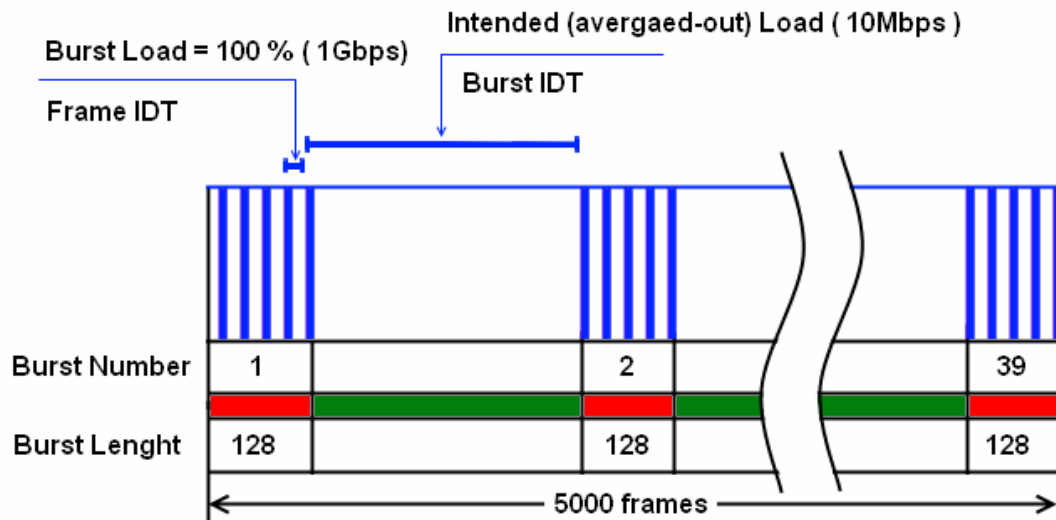 Intended (avergaed-out) Load ( 10Mbps )
Burst Load = 100 % ( 1Gbps)
Burst IDT
Frame IDT
Burst Number 1 2 39
Burst Lenght 128 128 128
5000 frames